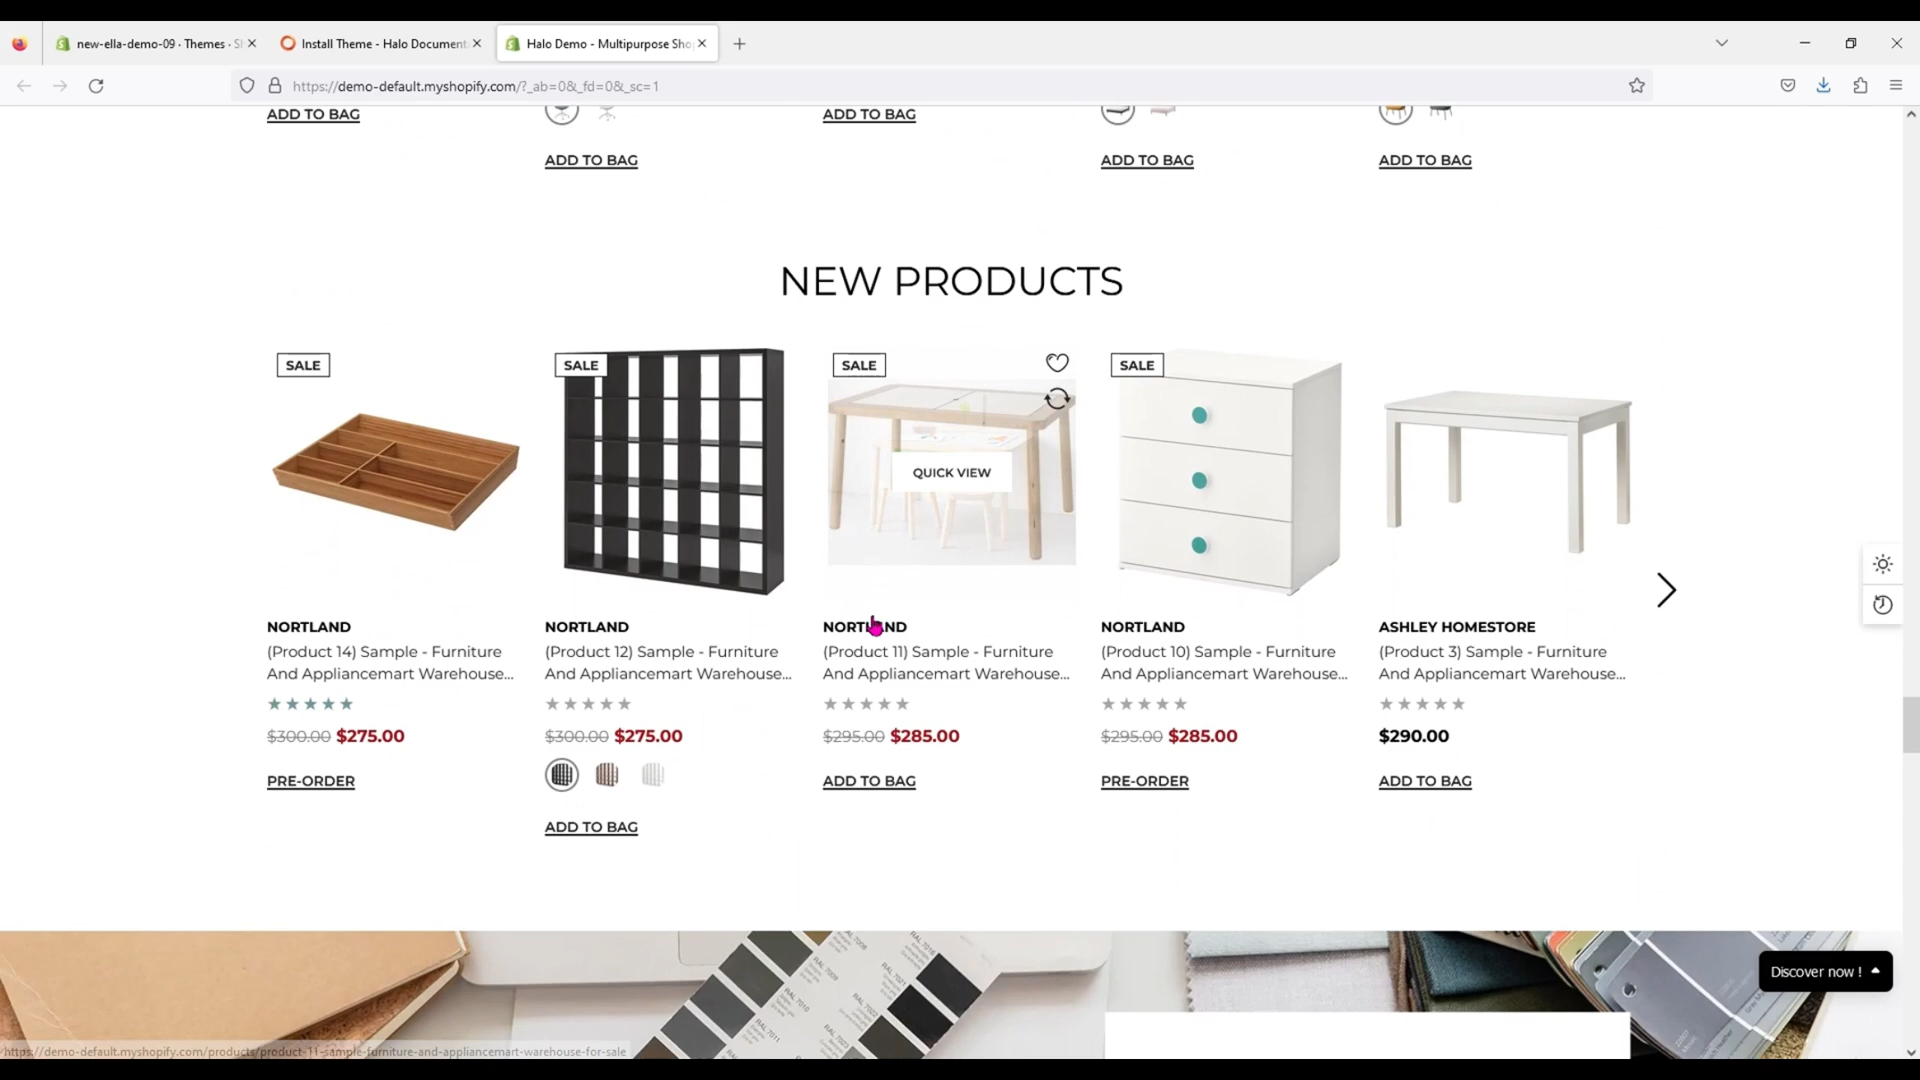 new-ella-demo-09 · Themes · S
Install Theme - Halo Document
Halo Demo - Multipurpose Sho
https://demo-default.myshopify.com/?_ab=0&_fd=0&_sc=1
ADD TO BAG
ADD TO BAG
ADD TO BAG
ADD TO BAG
ADD TO BAG
NEW PRODUCTS
SALE
SALE
SALE
SALE
QUICK VIEW
NORTLAND
(Product 14) Sample - Furniture
And Appliancemart Warehouse...
$300.00 $275.00
PRE-ORDER
NORTLAND
(Product 12) Sample - Furniture
And Appliancemart Warehouse...
$300.00 $275.00
ADD TO BAG
NORTLAND
(Product 11) Sample - Furniture
And Appliancemart Warehouse...
$295.00 $285.00
ADD TO BAG
NORTLAND
(Product 10) Sample - Furniture
And Appliancemart Warehouse...
$295.00 $285.00
PRE-ORDER
ASHLEY HOMESTORE
(Product 3) Sample - Furniture
And Appliancemart Warehouse...
$290.00
ADD TO BAG
RAL 7010
RAL 7011
Discover now !
https://demo-default.myshopify.com/products/product-11-sample-furniture-and-appliancemart-warehouse-for-sale